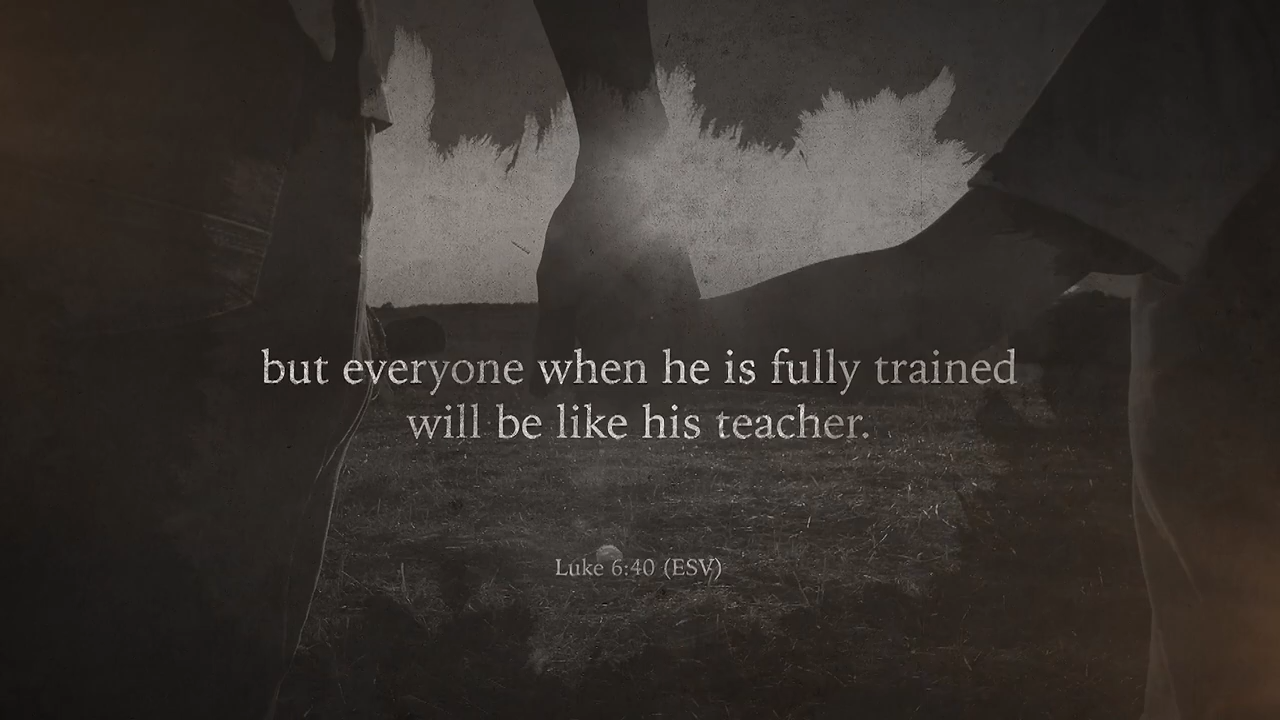 but everyone when he is fully trained
will be like his teacher.
Luke 6:40 (ESV)